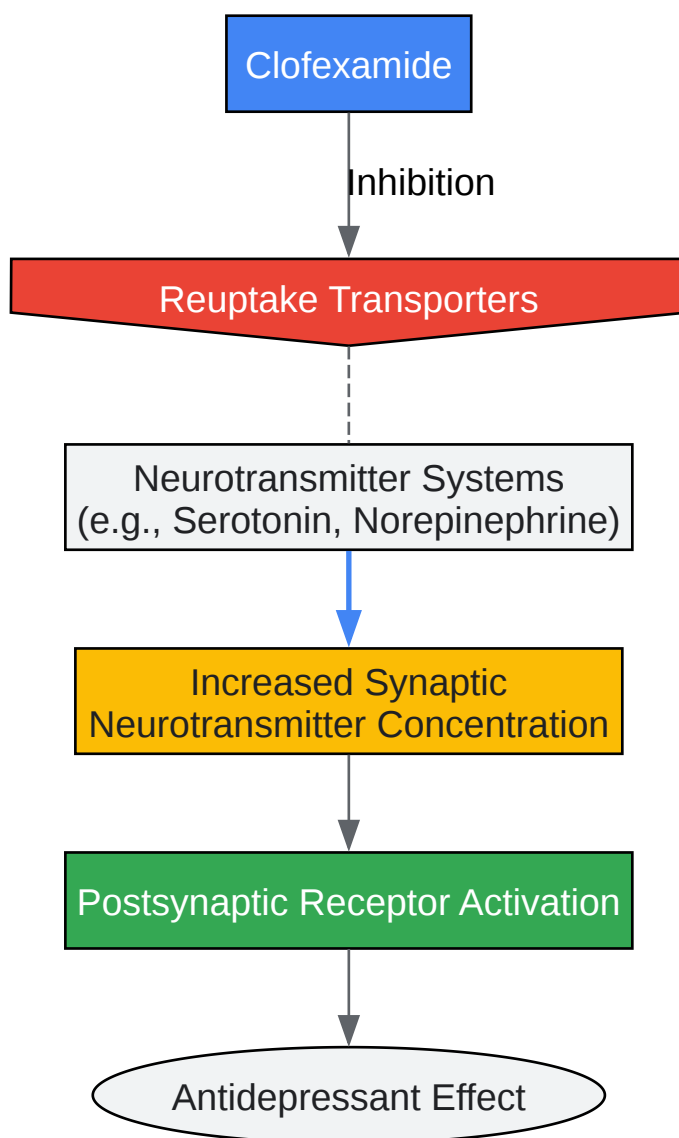 Clofexamide
Inhibition
Reuptake Transporters
Neurotransmitter Systems
(e.g., Serotonin, Norepinephrine)
Increased Synaptic
Neurotransmitter Concentration
Postsynaptic Receptor Activation
Antidepressant Effect